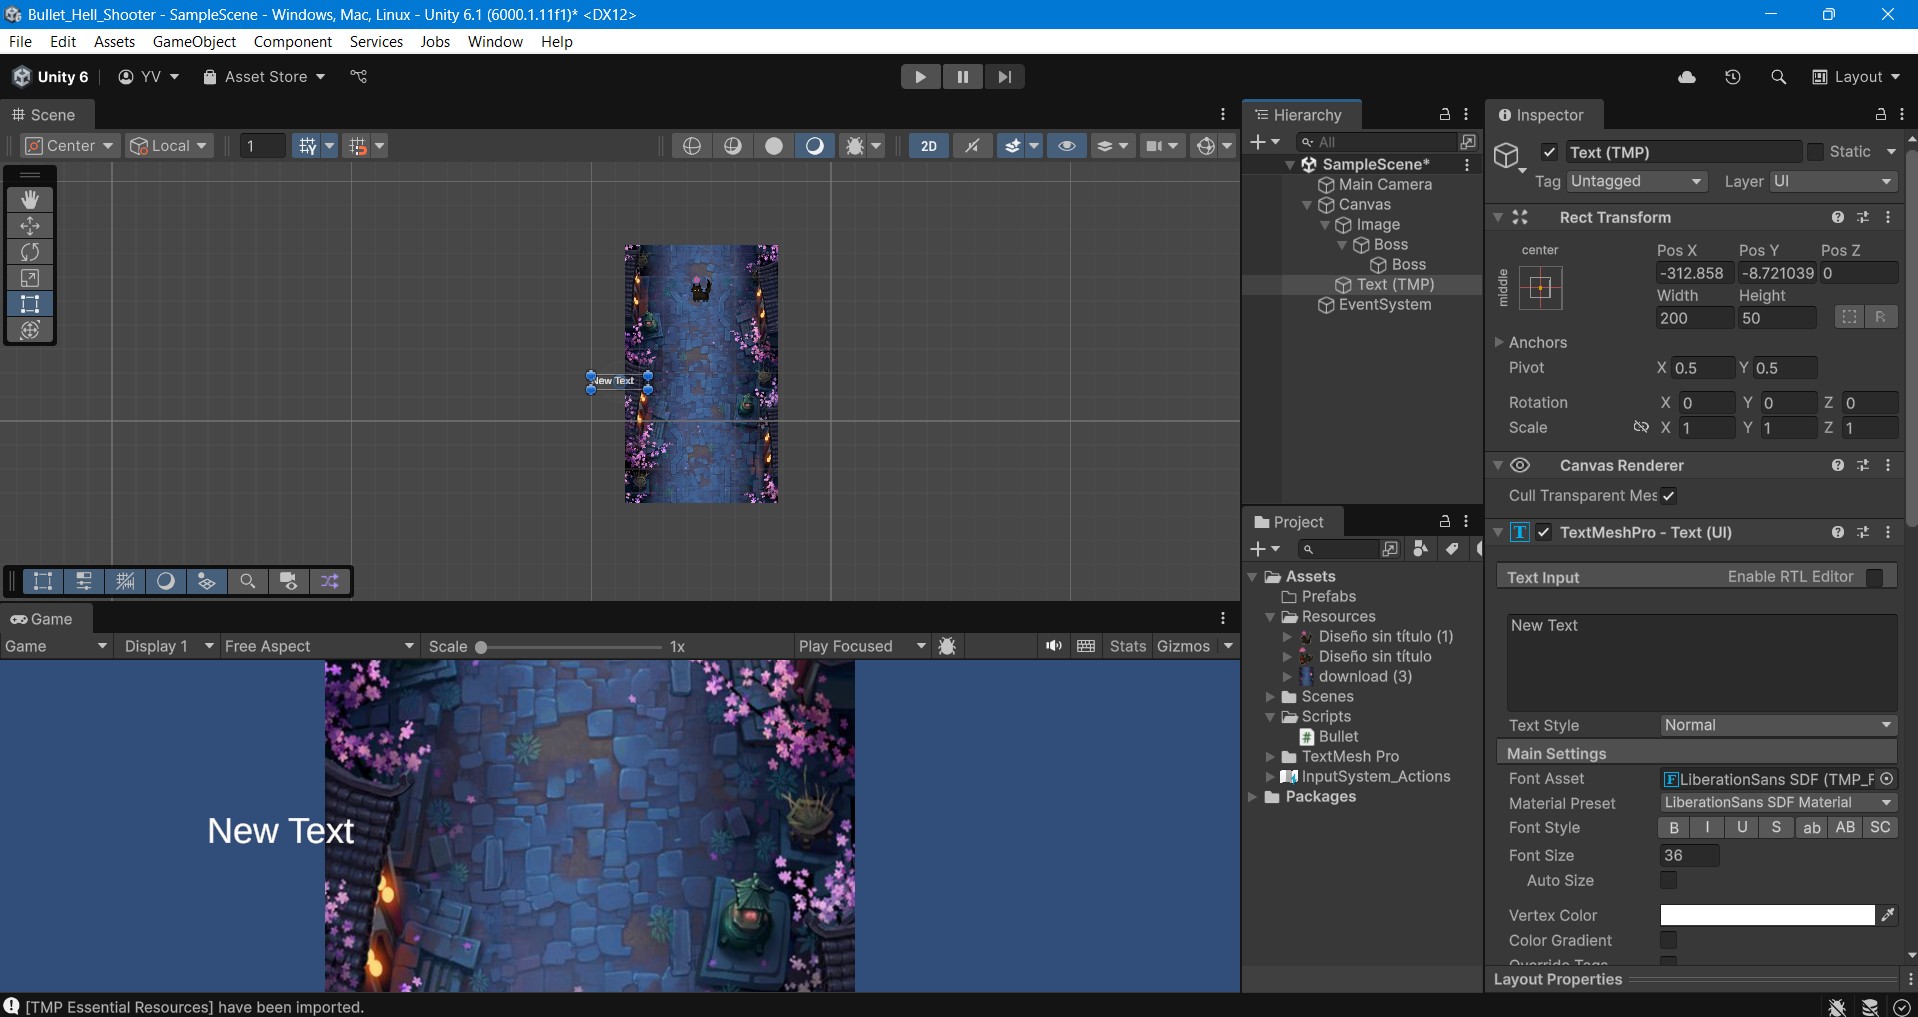 Bullet_Hell_Shooter - SampleScene - Windows, Mac, Linux - Unity 6.1 (6000.1.11f1)* <DX12>
File Edit Assets GameObject Component Services Jobs Window Help
Unity 6 YV Asset Store Layout
Scene
Center Local 1 2D
New Text
Game
Game Display 1 Free Aspect Scale 1x Play Focused Stats Gizmos
New Text
Hierarchy
All
SampleScene*
Main Camera
Canvas
Image
Boss
Boss
Text (TMP)
EventSystem
Project
Assets
Prefabs
Resources
Diseño sin título (1)
Diseño sin título
download (3)
Scenes
Scripts
Bullet
TextMesh Pro
InputSystem_Actions
Packages
Inspector
Text (TMP) Static
Tag Untagged Layer UI
Rect Transform
center
middle
Pos X Pos Y Pos Z
-312.858 -8.721039 0
Width Height
200 50 R
Anchors
Pivot X 0.5 Y 0.5
Rotation X 0 Y 0 Z 0
Scale X 1 Y 1 Z 1
Canvas Renderer
Cull Transparent Mes
TextMeshPro - Text (UI)
Text Input Enable RTL Editor
New Text
Text Style Normal
Main Settings
Font Asset LiberationSans SDF (TMP_F
Material Preset LiberationSans SDF Material
Font Style B I U S ab AB SC
Font Size 36
Auto Size
Vertex Color
Color Gradient
Override Tags
Layout Properties
[TMP Essential Resources] have been imported.